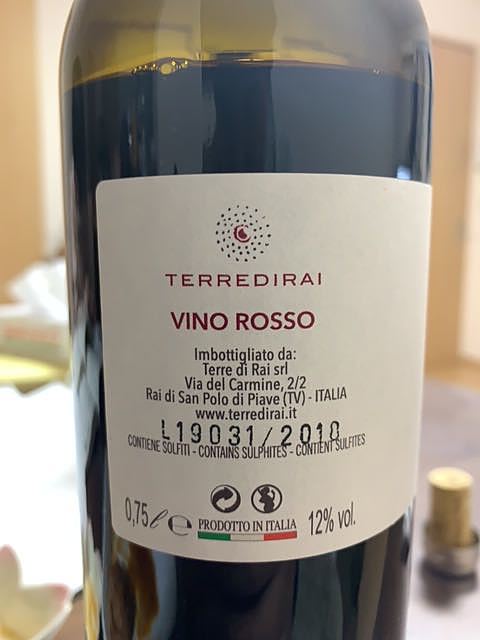 TERREDIRAI
VINO ROSSO
Imbottigliato da:
Terre di Rai srl
Via del Carmine, 2/2
Rai di San Polo di Piave (TV) - ITALIA
www.terredirai.it
L19031/2018
CONTIENE SOLFITI - CONTAINS SULPHITES - CONTIENT SULFITES
0,75 l e PRODOTTO IN ITALIA 12% vol.